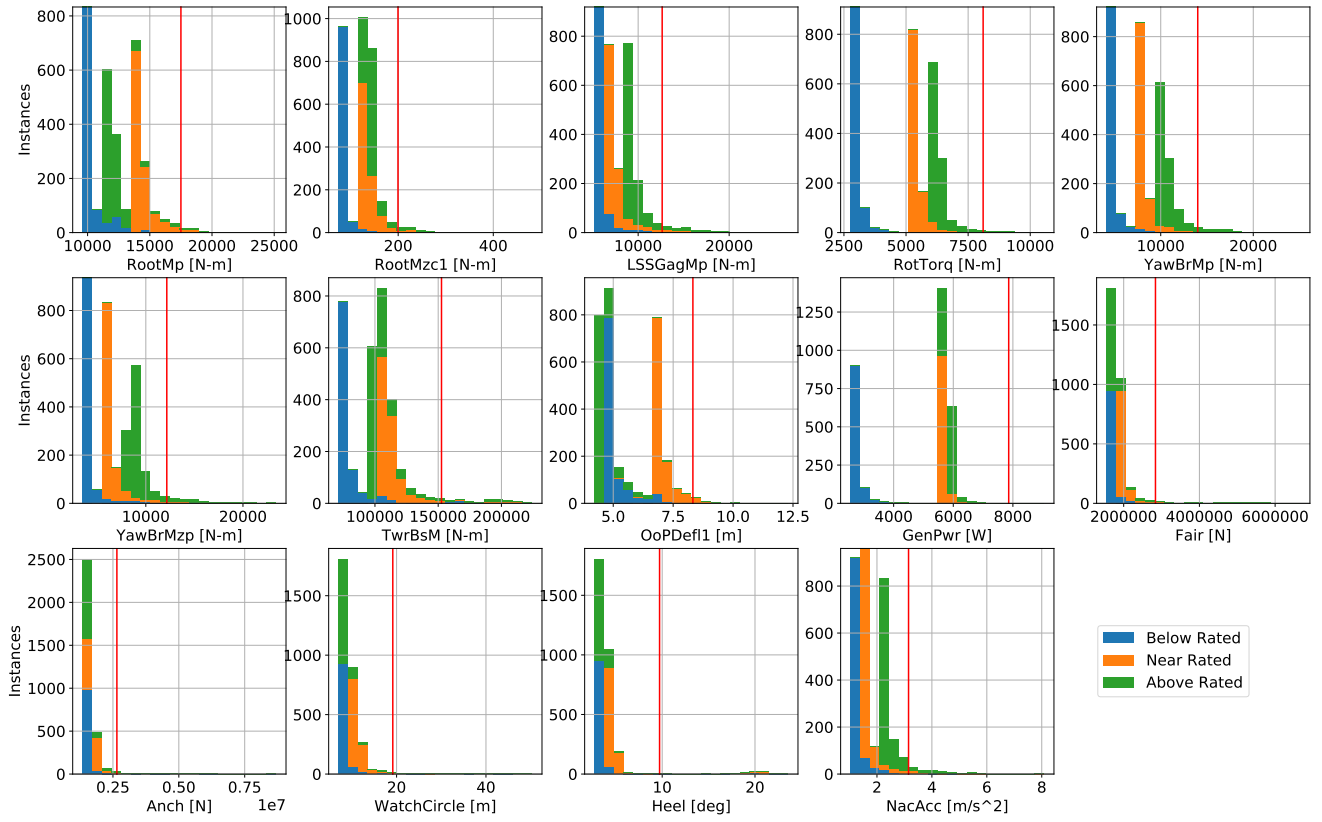 800
600
400
200
0
Instances
10000 15000 20000 25000
RootMp [N-m]
1000
800
600
400
200
0
200 400
RootMzc1 [N-m]
800
600
400
200
0
10000 20000
LSSGagMp [N-m]
800
600
400
200
0
2500 5000 7500 10000
RotTorq [N-m]
800
600
400
200
0
10000 20000
YawBrMp [N-m]
800
600
400
200
0
Instances
10000 20000
YawBrMzp [N-m]
800
600
400
200
0
100000 150000 200000
TwrBsM [N-m]
800
600
400
200
0
5.0 7.5 10.0 12.5
OoPDefl1 [m]
1250
1000
750
500
250
0
4000 6000 8000
GenPwr [W]
1500
1000
500
0
2000000 4000000 6000000
Fair [N]
2500
2000
1500
1000
500
0
Instances
0.25 0.50 0.75
1e7
Anch [N]
1500
1000
500
0
20 40
WatchCircle [m]
1500
1000
500
0
10 20
Heel [deg]
800
600
400
200
0
2 4 6 8
NacAcc [m/s^2]
Below Rated
Near Rated
Above Rated